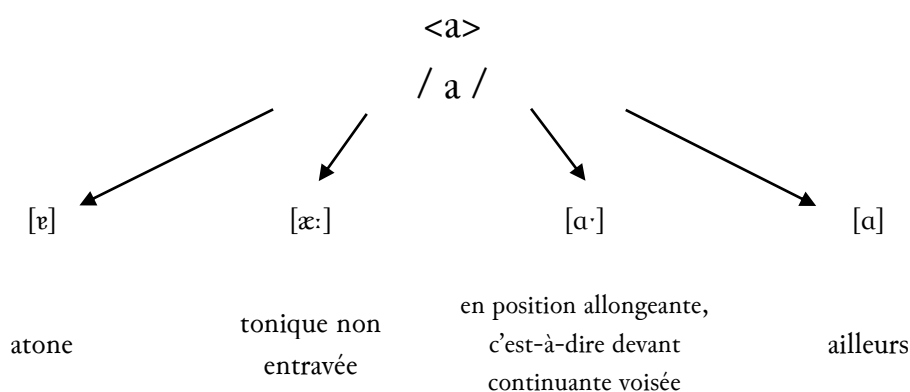 <a>
/ a /
[ɐ] [æː] [ɑˑ] [ɑ]
atone
tonique non
entravée
en position allongeante,
c’est-à-dire devant
continuante voisée
ailleurs